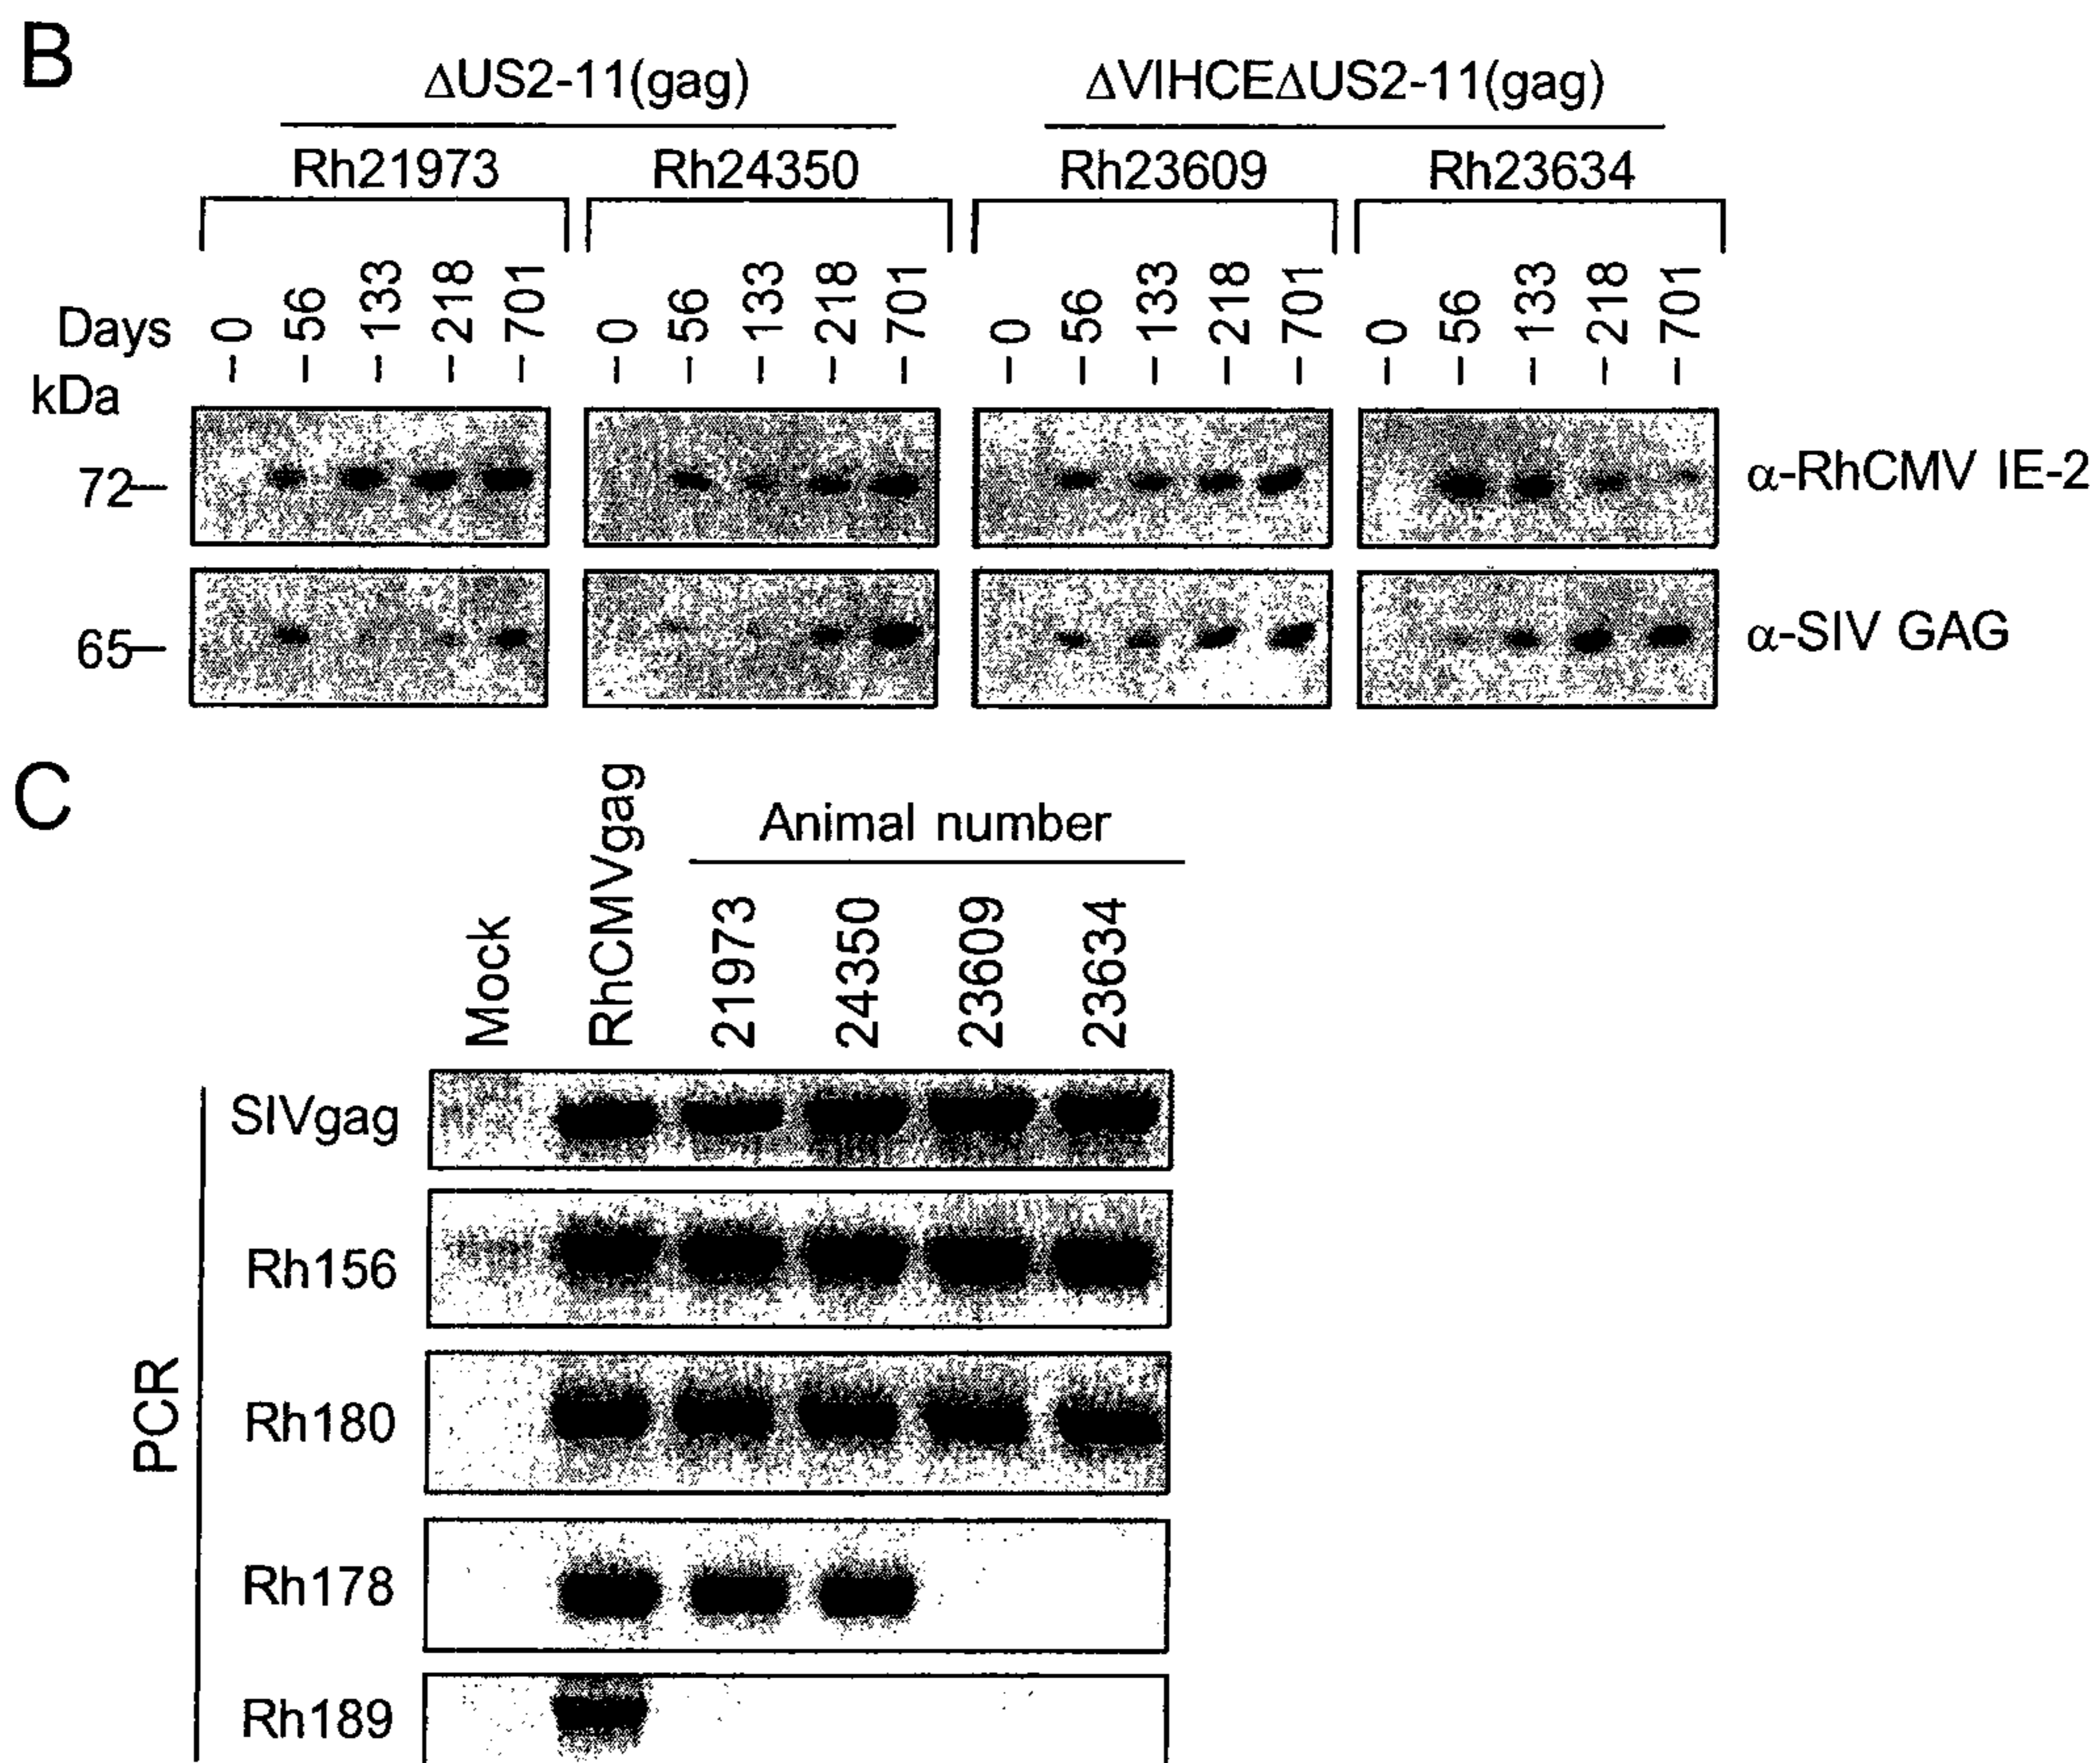 B
ΔUS2-11(gag) ΔVIHCEΔUS2-11(gag)
Rh21973 Rh24350 Rh23609 Rh23634
Days 0 56 133 218 701 0 56 133 218 701 0 56 133 218 701 0 56 133 218 701
kDa
72 α-RhCMV IE-2
65 α-SIV GAG
C
Animal number
Mock RhCMVgag 21973 24350 23609 23634
PCR
SIVgag
Rh156
Rh180
Rh178
Rh189